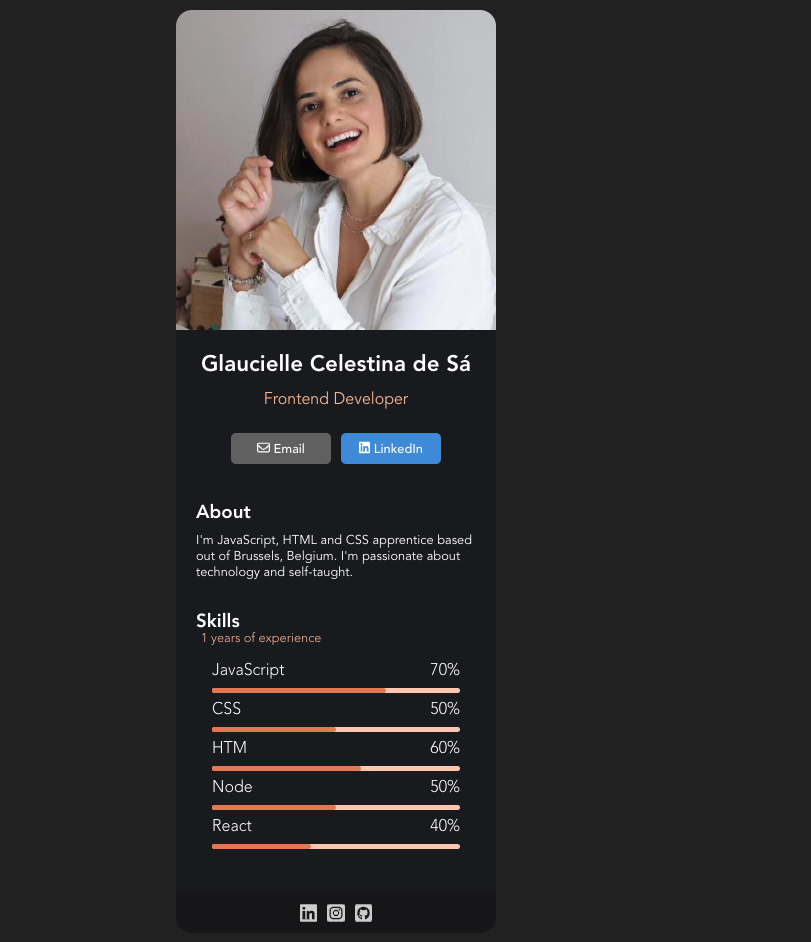 Glaucielle Celestina de Sá
Frontend Developer
Email
LinkedIn
About
I'm JavaScript, HTML and CSS apprentice based
out of Brussels, Belgium. I'm passionate about
technology and self-taught.
Skills
1 years of experience
JavaScript 70%
CSS 50%
HTM 60%
Node 50%
React 40%